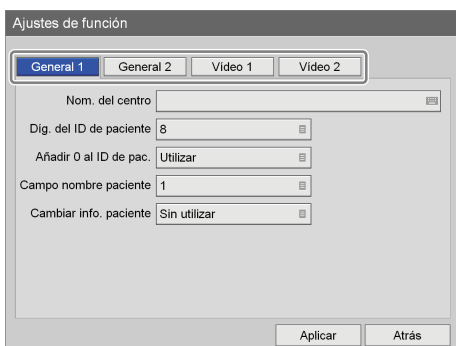 Ajustes de función
General 1 General 2 Vídeo 1 Vídeo 2
Nom. del centro
Díg. del ID de paciente 8
Añadir 0 al ID de pac. Utilizar
Campo nombre paciente 1
Cambiar info. paciente Sin utilizar
Aplicar Atrás